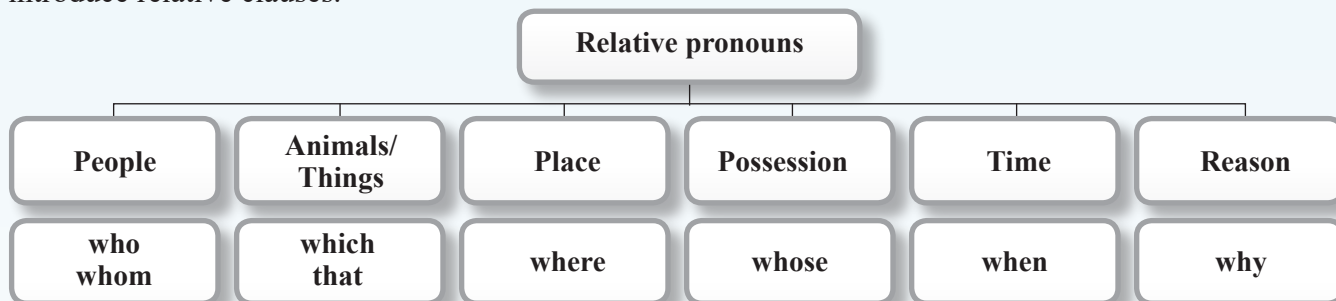 introduce relative clauses.
Relative pronouns
People
Animals/
Things
Place
Possession
Time
Reason
who
whom
which
that
where
whose
when
why